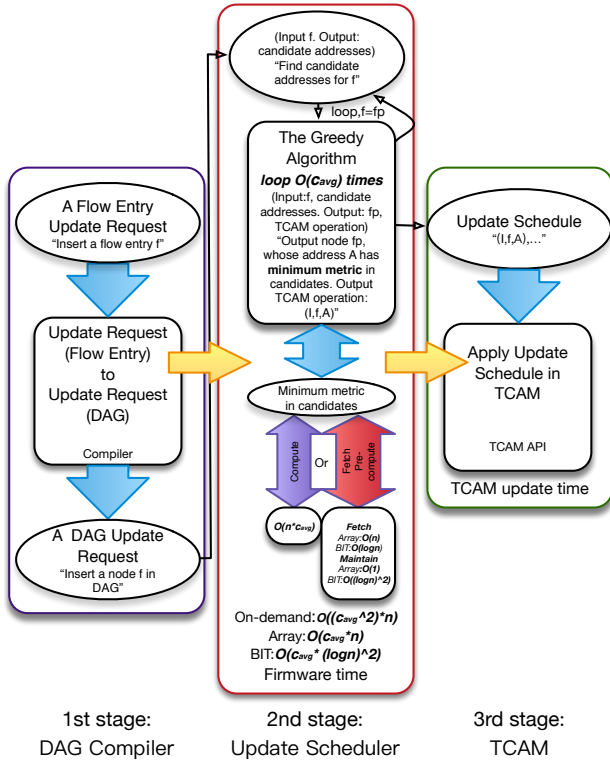 A Flow Entry
Update Request
“Insert a flow entry f”
Update Request
(Flow Entry)
to
Update Request
(DAG)
Compiler
A DAG Update
Request
“Insert a node f in
DAG”
(Input f. Output:
candidate addresses)
“Find candidate
addresses for f”
loop,f=fp
The Greedy
Algorithm
loop O(cavg) times
(Input:f, candidate
addresses. Output: fp,
TCAM operation)
“Output node fp,
whose address A has
minimum metric in
candidates. Output
TCAM operation:
(I,f,A)”
Minimum metric
in candidates
Compute
Or
Fetch
Pre-
compute
O(n*cavg)
Fetch
Array:O(n)
BIT:O(logn)
Maintain
Array:O(1)
BIT:O((logn)^2)
On-demand:O((cavg^2)*n)
Array:O(cavg*n)
BIT:O(cavg* (logn)^2)
Firmware time
Update Schedule
“(I,f,A),...”
Apply Update
Schedule in
TCAM
TCAM API
TCAM update time
1st stage:
DAG Compiler
2nd stage:
Update Scheduler
3rd stage:
TCAM